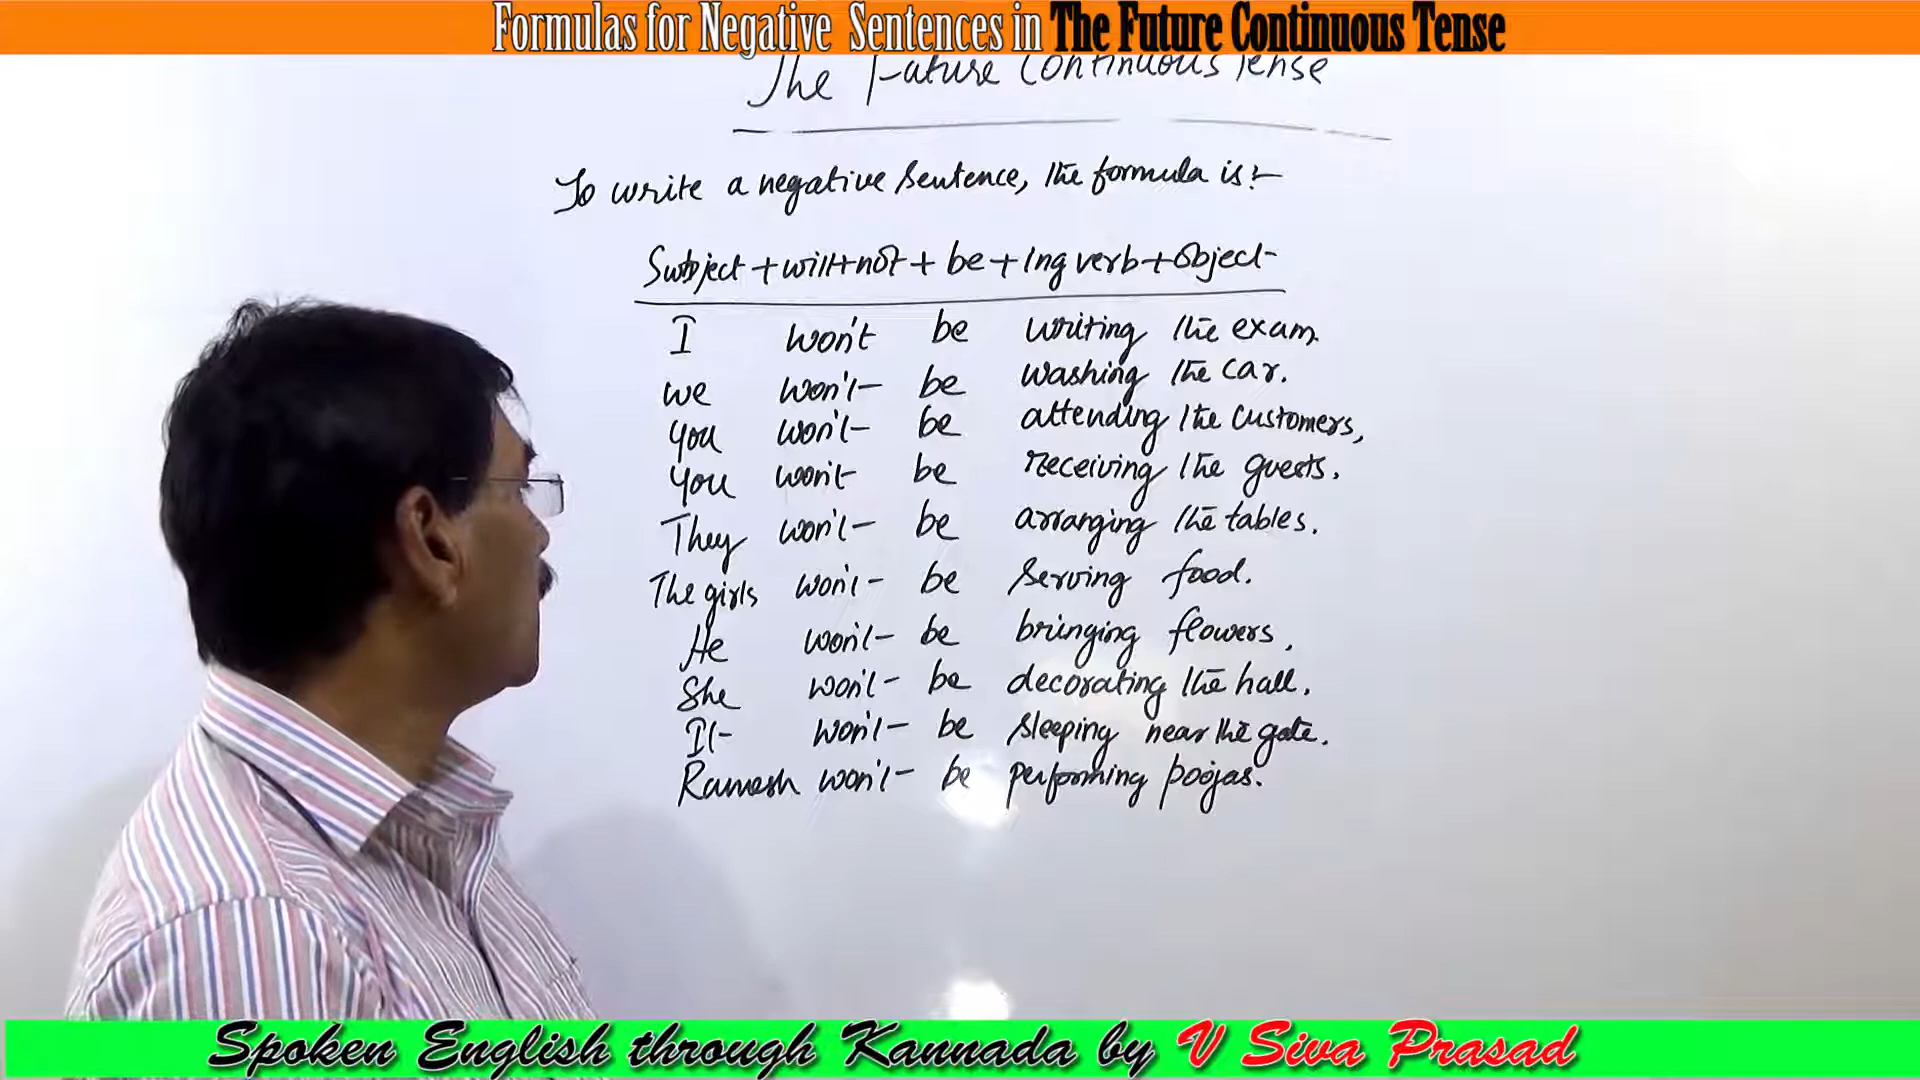 Formulas for Negative Sentences in The Future Continuous Tense
The Future Continuous Tense
To write a negative sentence, the formula is:-
Subject + will + not + be + Ing verb + Object
I won't be writing the exam.
we won't be washing the car.
you won't be attending the customers,
you won't be receiving the guests.
They won't be arranging the tables.
The girls won't be serving food.
He won't be bringing flowers.
She won't be decorating the hall.
It won't be sleeping near the gate.
Ramesh won't be performing poojas.
Spoken English through Kannada by V Siva Prasad